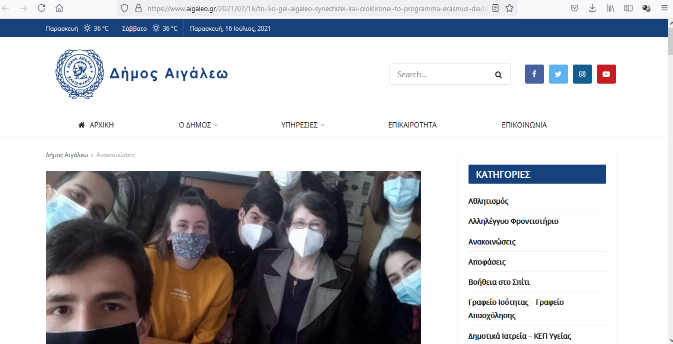 https://www.aigaleo.gr/2021/07/16/to-5o-gel-aigaleo-synechizei-kai-oloklironei-to-programma-erasmus-diadik
Παρασκευή 36 °C Σάββατο 36 °C Παρασκευή, 16 Ιούλιος, 2021
Δήμος Αιγάλεω
Search...
ΑΡΧΙΚΗ Ο ΔΗΜΟΣ ΥΠΗΡΕΣΙΕΣ ΕΠΙΚΑΙΡΟΤΗΤΑ ΕΠΙΚΟΙΝΩΝΙΑ
Δήμος Αιγάλεω > Ανακοινώσεις
ΚΑΤΗΓΟΡΙΕΣ
Αθλητισμός
Αλληλέγγυο Φροντιστήριο
Ανακοινώσεις
Αποφάσεις
Βοήθεια στο Σπίτι
Γραφείο Ισότητας – Γραφείο
Απασχόλησης
Δημοτικά Ιατρεία – ΚΕΠ Υγείας